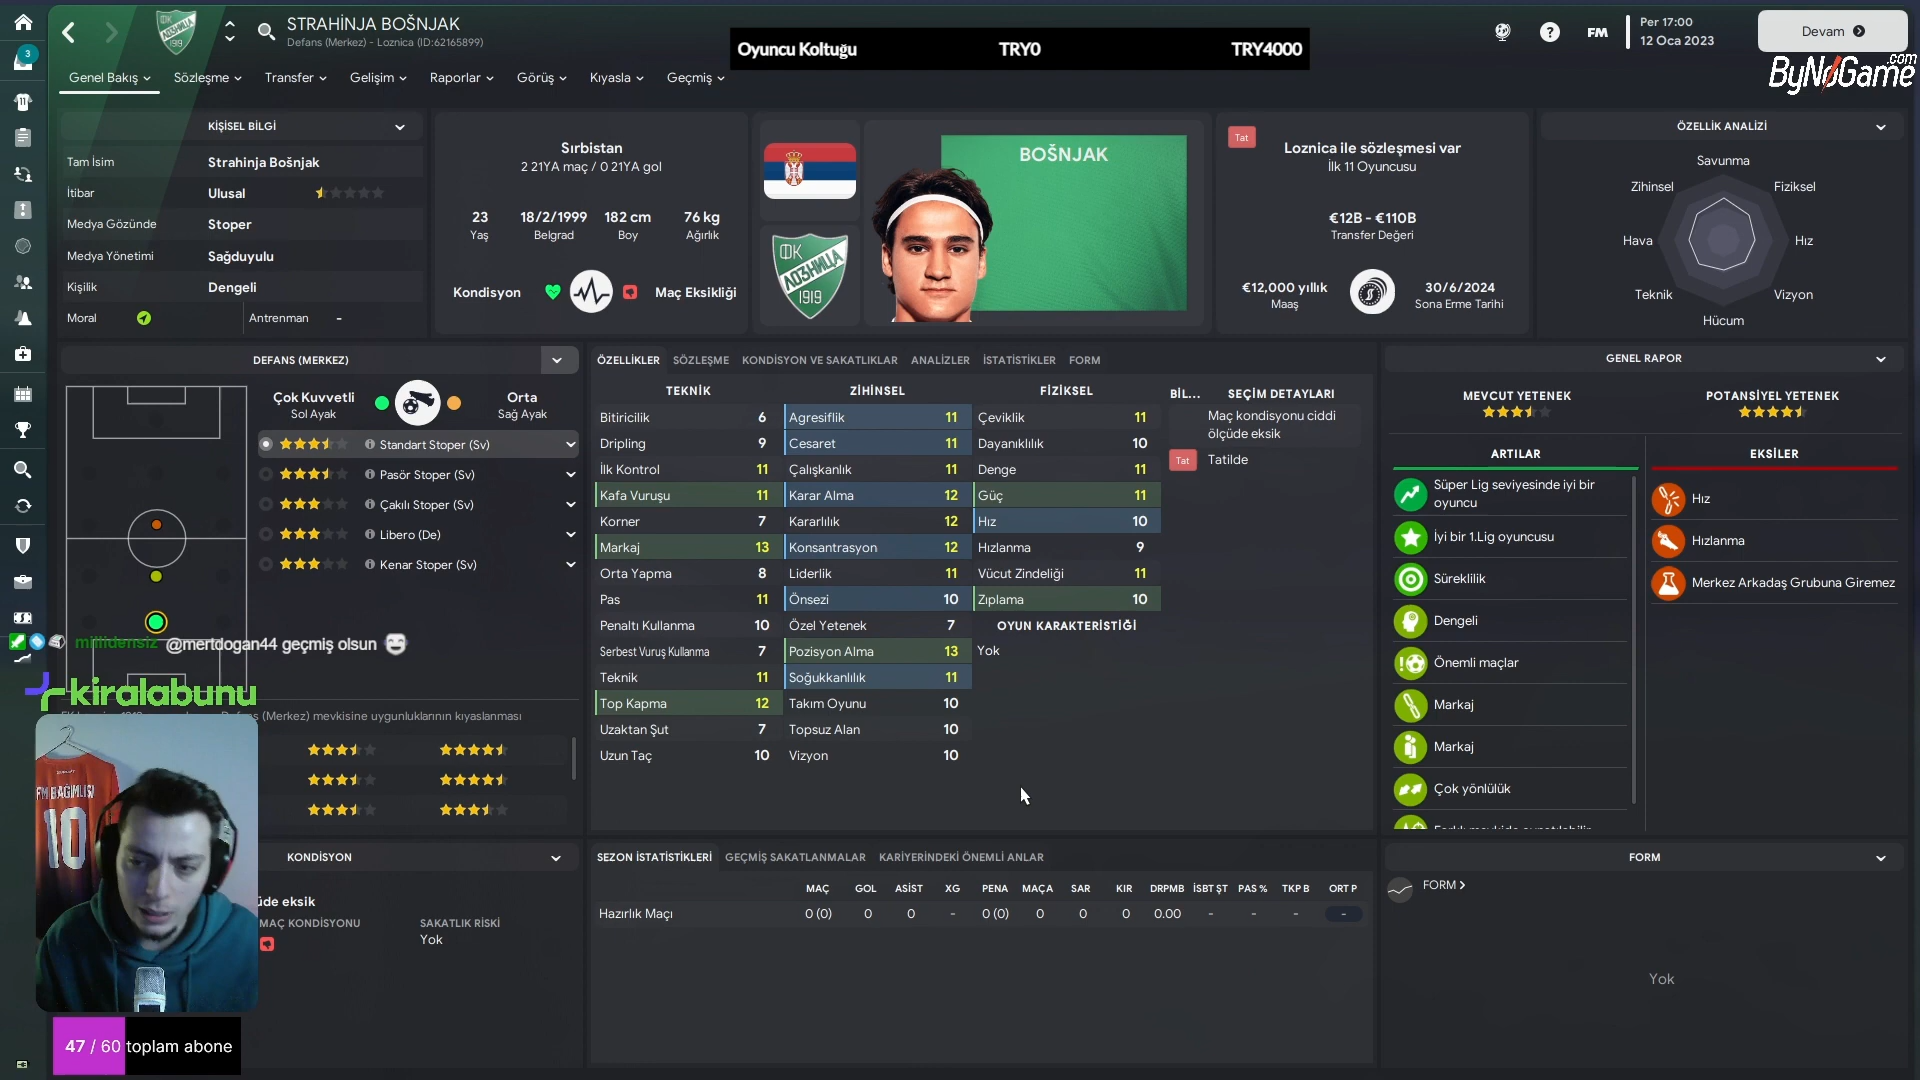 STRAHİNJA BOŠNJAK
Defans (Merkez) - Loznica (ID:62165899)
Oyuncu Koltuğu TRY0 TRY4000
FM
Per 17:00
12 Oca 2023
Devam
ByNoGame.com
3
Genel Bakış Sözleşme Transfer Gelişim Raporlar Görüş Kıyasla Geçmiş
KİŞİSEL BİLGİ
Tam İsim Strahinja Bošnjak
İtibar Ulusal
Medya Gözünde Stoper
Medya Yönetimi Sağduyulu
Kişilik Dengeli
Moral
Antrenman -
Sırbistan
2 21YA maç / 0 21YA gol
23 18/2/1999 182 cm 76 kg
Yaş Belgrad Boy Ağırlık
Kondisyon Maç Eksikliği
ФК
ЛОЗНИЦА
1919
BOŠNJAK
Tat
Loznica ile sözleşmesi var
İlk 11 Oyuncusu
€12B - €110B
Transfer Değeri
€12,000 yıllık
Maaş
30/6/2024
Sona Erme Tarihi
ÖZELLİK ANALİZİ
Savunma
Zihinsel Fiziksel
Hava Hız
Teknik Vizyon
Hücum
DEFANS (MERKEZ)
Çok Kuvvetli
Sol Ayak
Orta
Sağ Ayak
Standart Stoper (Sv)
Pasör Stoper (Sv)
Çakılı Stoper (Sv)
Libero (De)
Kenar Stoper (Sv)
millidensiz @mertdogan44 geçmiş olsun
kiralabunu
(Merkez) mevkisine uygunluklarının kıyaslanması
FM BAĞIMLISI
10
KONDİSYON
üde eksik
MAÇ KONDİSYONU
SAKATLIK RİSKİ
Yok
47 / 60 toplam abone
ÖZELLİKLER SÖZLEŞME KONDİSYON VE SAKATLIKLAR ANALİZLER İSTATİSTİKLER FORM
TEKNİK
Bitiricilik 6
Dripling 9
İlk Kontrol 11
Kafa Vuruşu 11
Korner 7
Markaj 13
Orta Yapma 8
Pas 11
Penaltı Kullanma 10
Serbest Vuruş Kullanma 7
Teknik 11
Top Kapma 12
Uzaktan Şut 7
Uzun Taç 10
ZİHİNSEL
Agresiflik 11
Cesaret 11
Çalışkanlık 11
Karar Alma 12
Kararlılık 12
Konsantrasyon 12
Liderlik 11
Önsezi 10
Özel Yetenek 7
Pozisyon Alma 13
Soğukkanlılık 11
Takım Oyunu 10
Topsuz Alan 10
Vizyon 10
FİZİKSEL
Çeviklik 11
Dayanıklılık 10
Denge 11
Güç 11
Hız 10
Hızlanma 9
Vücut Zindeliği 11
Zıplama 10
OYUN KARAKTERİSTİĞİ
Yok
BİL... SEÇİM DETAYLARI
Maç kondisyonu ciddi
ölçüde eksik
Tat Tatilde
GENEL RAPOR
MEVCUT YETENEK POTANSİYEL YETENEK
ARTILAR
Süper Lig seviyesinde iyi bir
oyuncu
İyi bir 1.Lig oyuncusu
Süreklilik
Dengeli
Önemli maçlar
Markaj
Markaj
Çok yönlülük
EKSİLER
Hız
Hızlanma
Merkez Arkadaş Grubuna Giremez
SEZON İSTATİSTİKLERİ GEÇMİŞ SAKATLANMALAR KARİYERİNDEKİ ÖNEMLİ ANLAR
MAÇ GOL ASİST XG PENA MAÇA SAR KIR DRPMB İSBT ŞT PAS % TKP B ORT P
Hazırlık Maçı 0 (0) 0 0 - 0 (0) 0 0 0 0.00 - - - -
FORM
FORM
Yok